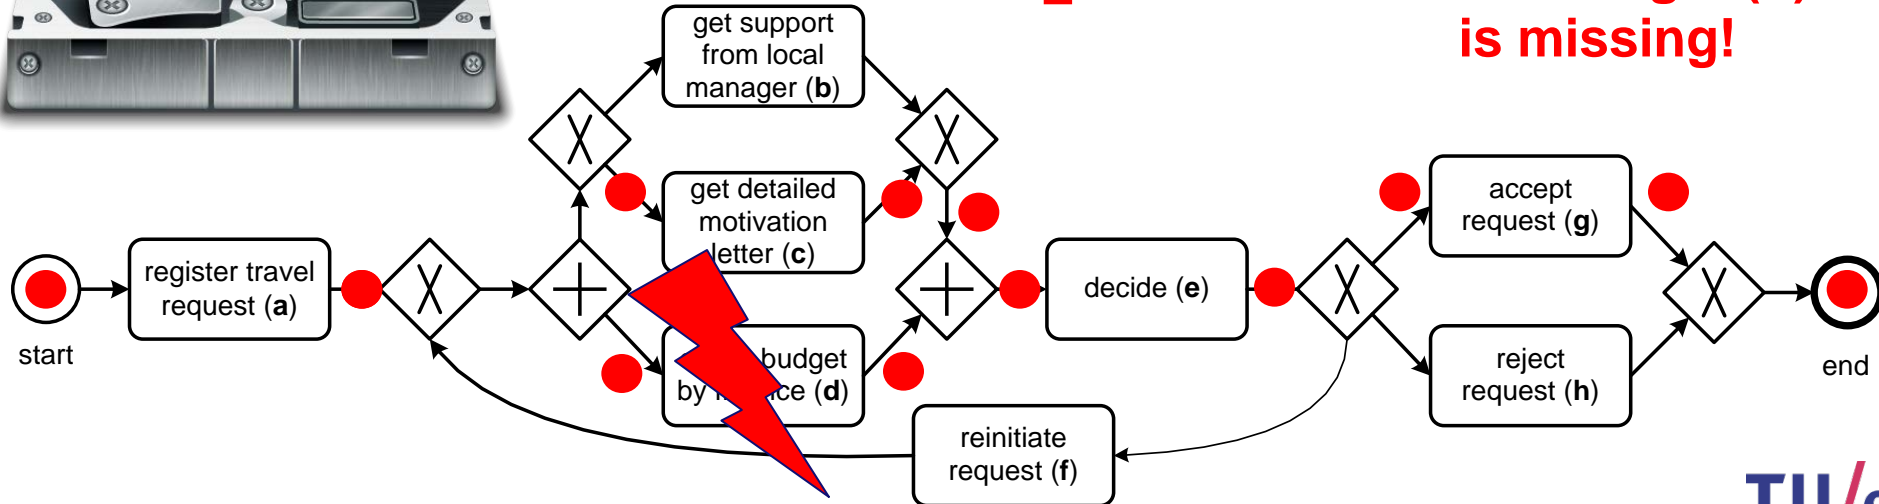 is missing!
get support
from local
manager (b)
get detailed
motivation
letter (c)
accept
request (g)
register travel
request (a)
decide (e)
start
budget
by
(d)
reject
request (h)
end
reinitiate
request (f)